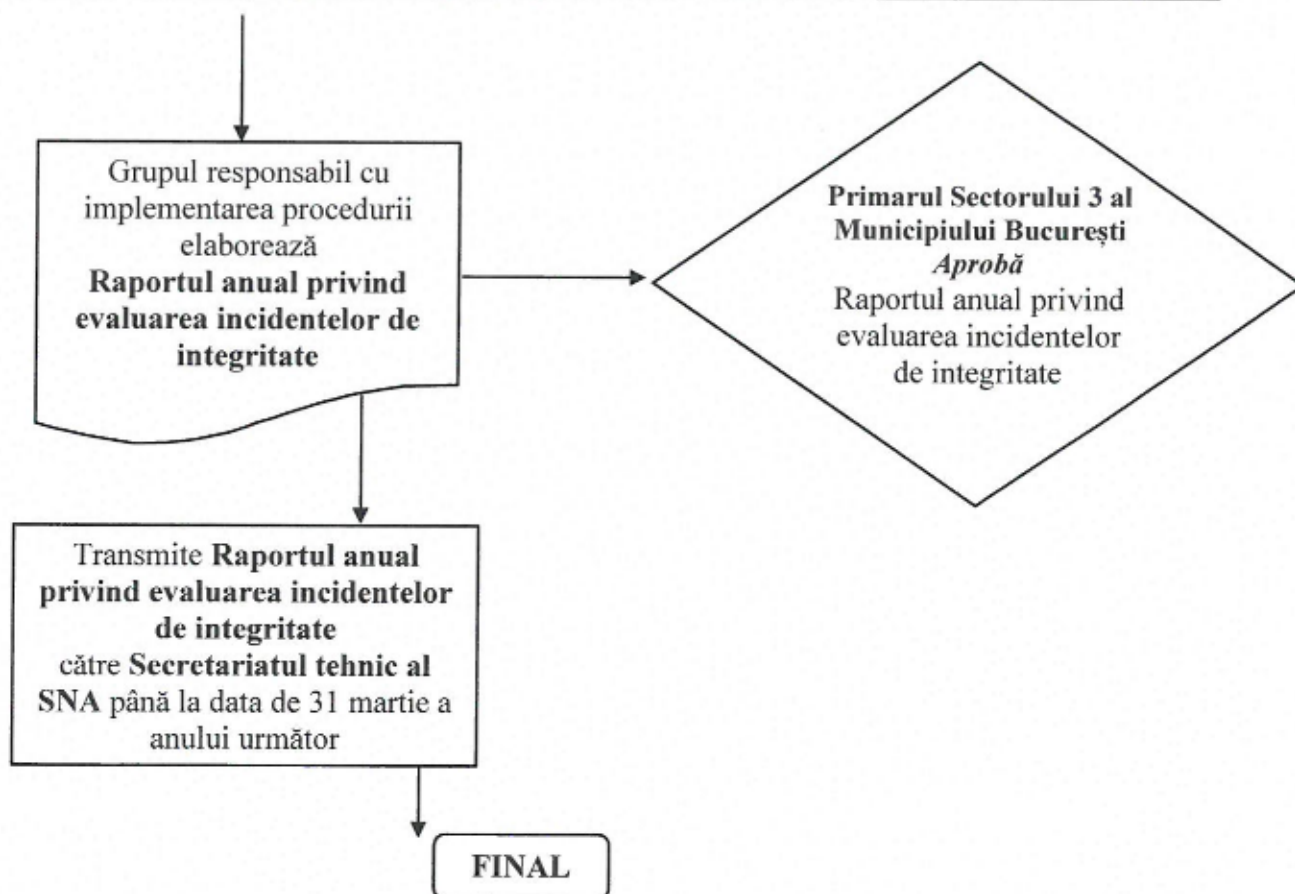 Grupul responsabil cu
implementarea procedurii
elaborează
Raportul anual privind
evaluarea incidentelor de
integritate
Primarul Sectorului 3 al
Municipiului București
Aprobă
Raportul anual privind
evaluarea incidentelor
de integritate
Transmite Raportul anual
privind evaluarea incidentelor
de integritate
către Secretariatul tehnic al
SNA până la data de 31 martie a
anului următor
FINAL